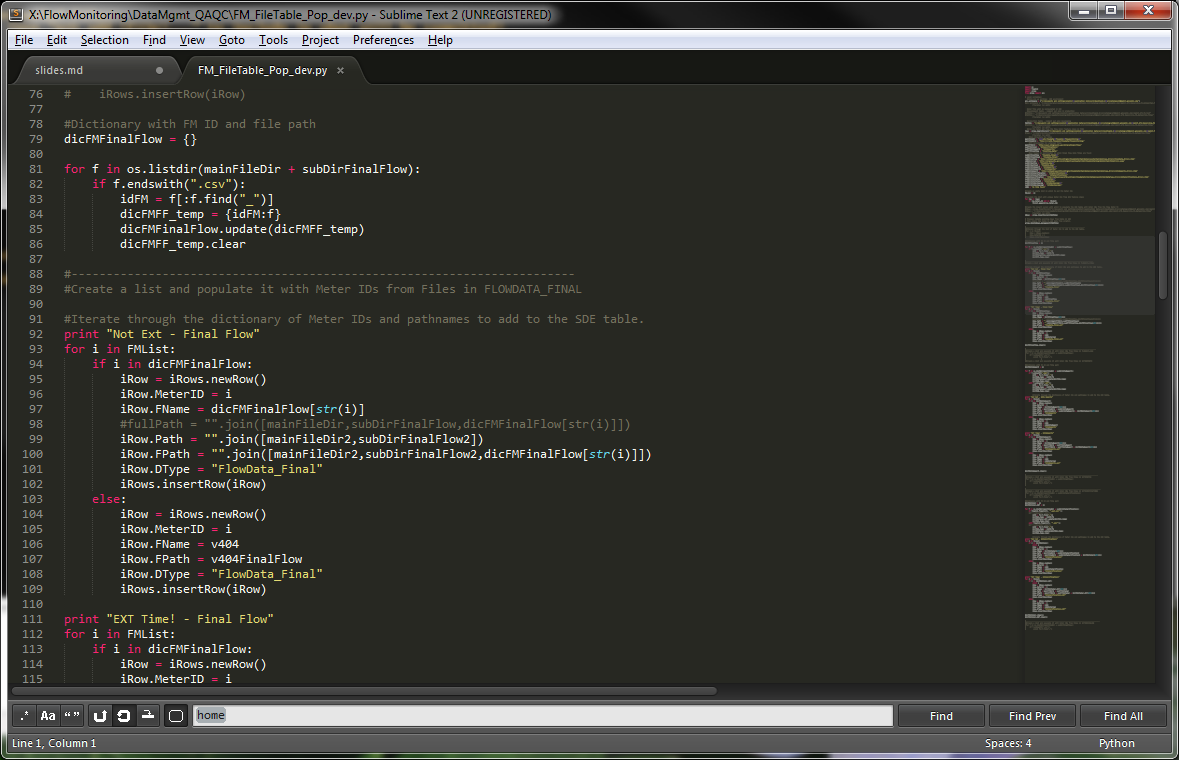 X:\FlowMonitoring\DataMgmt_QAQC\FM_FileTable_Pop_dev.py - Sublime Text 2 (UNREGISTERED)
File Edit Selection Find View Goto Tools Project Preferences Help
slides.md FM_FileTable_Pop_dev.py
76 #    iRows.insertRow(iRow)
77
78 #Dictionary with FM ID and file path
79 dicFMFinalFlow = {}
80
81 for f in os.listdir(mainFileDir + subDirFinalFlow):
82     if f.endswith(".csv"):
83         idFM = f[:f.find("_")]
84         dicFMFF_temp = {idFM:f}
85         dicFMFinalFlow.update(dicFMFF_temp)
86         dicFMFF_temp.clear
87
88 #------------------------------------------------------------------------
89 #Create a list and populate it with Meter IDs from Files in FLOWDATA_FINAL
90
91 #Iterate through the dictionary of Meter IDs and pathnames to add to the SDE table.
92 print "Not Ext - Final Flow"
93 for i in FMList:
94     if i in dicFMFinalFlow:
95         iRow = iRows.newRow()
96         iRow.MeterID = i
97         iRow.FName = dicFMFinalFlow[str(i)]
98         #fullPath = "".join([mainFileDir,subDirFinalFlow,dicFMFinalFlow[str(i)]])
99         iRow.Path = "".join([mainFileDir2,subDirFinalFlow2])
100         iRow.FPath = "".join([mainFileDir2,subDirFinalFlow2,dicFMFinalFlow[str(i)]])
101         iRow.DType = "FlowData_Final"
102         iRows.insertRow(iRow)
103     else:
104         iRow = iRows.newRow()
105         iRow.MeterID = i
106         iRow.FName = v404
107         iRow.FPath = v404FinalFlow
108         iRow.DType = "FlowData_Final"
109         iRows.insertRow(iRow)
110
111 print "EXT Time! - Final Flow"
112 for i in FMList:
113     if i in dicFMFinalFlow:
114         iRow = iRows.newRow()
115         iRow.MeterID = i
.* Aa “” home Find Find Prev Find All
Line 1, Column 1 Spaces: 4 Python